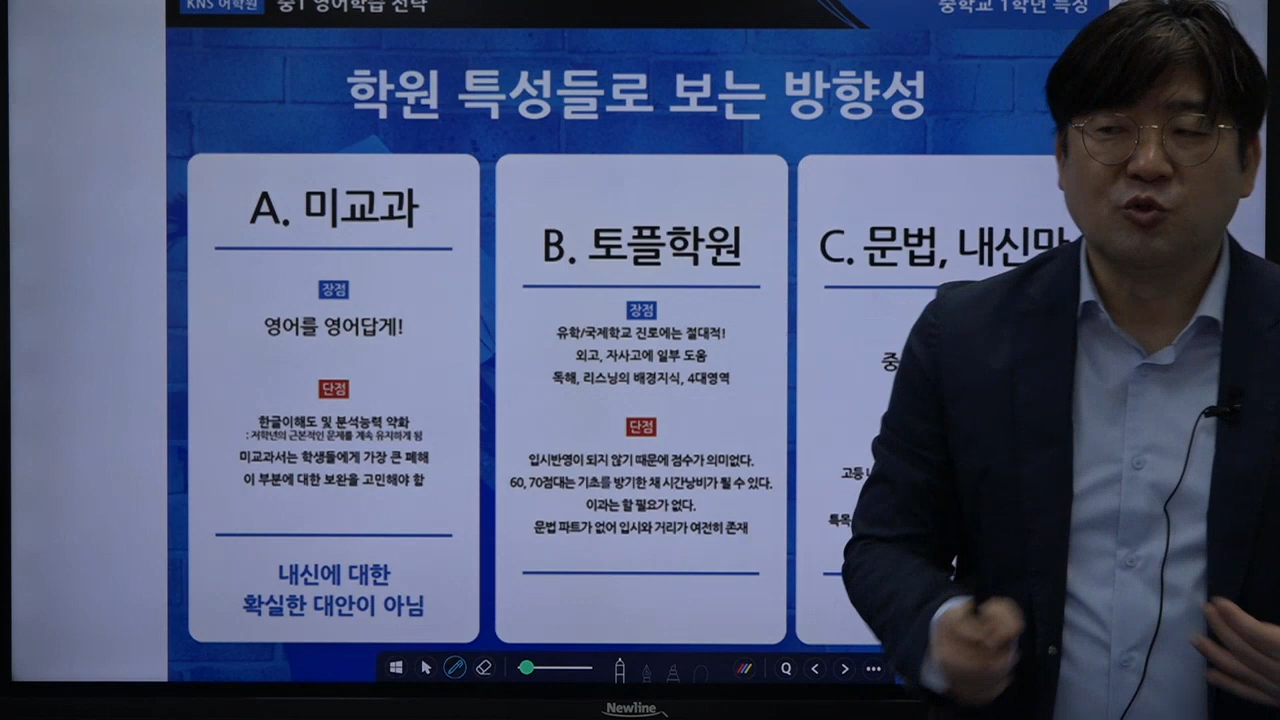 KNS 어학원
중1 영어학습 전략
중학교 1학년 특징
학원 특성들로 보는 방향성
A. 미교과
장점
영어를 영어답게!
단점
한글이해도 및 분석능력 약화
: 저학년의 근본적인 문제를 계속 유지하게 됨
미교과서는 학생들에게 가장 큰 폐해
이 부분에 대한 보완을 고민해야 함
내신에 대한
확실한 대안이 아님
B. 토플학원
장점
유학/국제학교 진로에는 절대적!
외고, 자사고에 일부 도움
독해, 리스닝의 배경지식, 4대영역
단점
입시반영이 되지 않기 때문에 점수가 의미없다.
60, 70점대는 기초를 방기한 채 시간낭비가 될 수 있다.
이과는 할 필요가 없다.
문법 파트가 없어 입시와 거리가 여전히 존재
C. 문법, 내신만
중
고등
특목
Newline